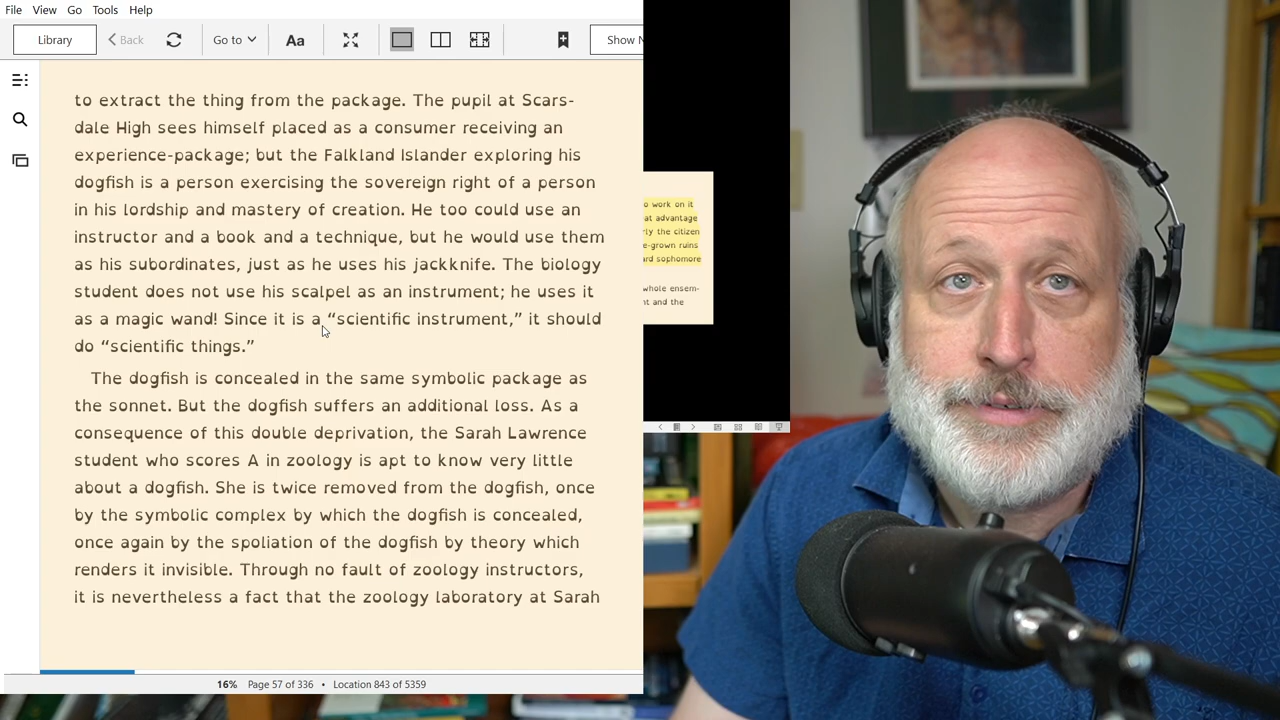 File View Go Tools Help
Library Back Go to Aa Show
to extract the thing from the package. The pupil at Scars-
dale High sees himself placed as a consumer receiving an
experience-package; but the Falkland Islander exploring his
dogfish is a person exercising the sovereign right of a person
in his lordship and mastery of creation. He too could use an
instructor and a book and a technique, but he would use them
as his subordinates, just as he uses his jackknife. The biology
student does not use his scalpel as an instrument; he uses it
as a magic wand! Since it is a “scientific instrument,” it should
do “scientific things.”
The dogfish is concealed in the same symbolic package as
the sonnet. But the dogfish suffers an additional loss. As a
consequence of this double deprivation, the Sarah Lawrence
student who scores A in zoology is apt to know very little
about a dogfish. She is twice removed from the dogfish, once
by the symbolic complex by which the dogfish is concealed,
once again by the spoliation of the dogfish by theory which
renders it invisible. Through no fault of zoology instructors,
it is nevertheless a fact that the zoology laboratory at Sarah
16% Page 57 of 336 • Location 843 of 5359
o work on it
at advantage
rly the citizen
e-grown ruins
ard sophomore
whole ensem-
nt and the